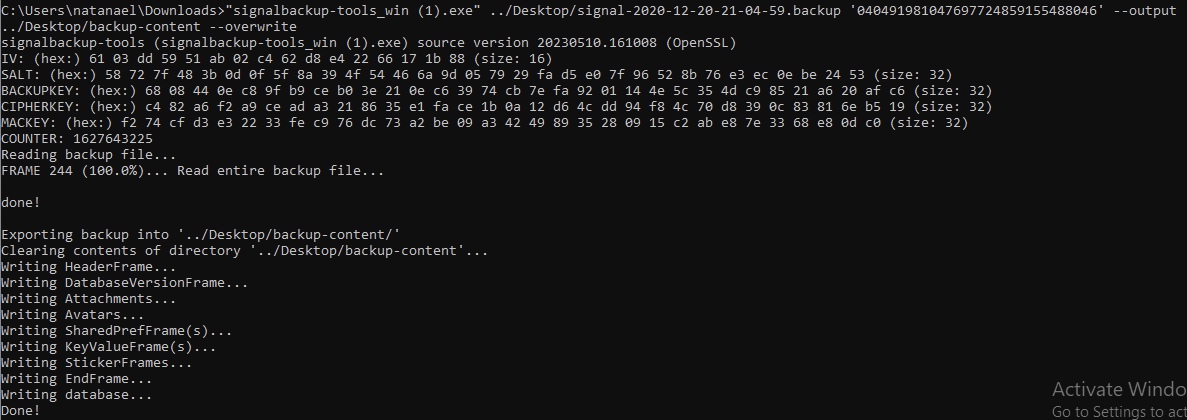 C:\Users\natanael\Downloads>"signalbackup-tools_win (1).exe" ../Desktop/signal-2020-12-20-21-04-59.backup '040491981047697724859155488046' --output
../Desktop/backup-content --overwrite
signalbackup-tools (signalbackup-tools_win (1).exe) source version 20230510.161008 (OpenSSL)
IV: (hex:) 61 03 dd 59 51 ab 02 c4 62 d8 e4 22 66 17 1b 88 (size: 16)
SALT: (hex:) 58 72 7f 48 3b 0d 0f 5f 8a 39 4f 54 46 6a 9d 05 79 29 fa d5 e0 7f 96 52 8b 76 e3 ec 0e be 24 53 (size: 32)
BACKUPKEY: (hex:) 68 08 44 0e c8 9f b9 ce b0 3e 21 0e c6 39 74 cb 7e fa 92 01 14 4e 5c 35 4d c9 85 21 a6 20 af c6 (size: 32)
CIPHERKEY: (hex:) c4 82 a6 f2 a9 ce ad a3 21 86 35 e1 fa ce 1b 0a 12 d6 4c dd 94 f8 4c 70 d8 39 0c 83 81 6e b5 19 (size: 32)
MACKEY: (hex:) f2 74 cf d3 e3 22 33 fe c9 76 dc 73 a2 be 09 a3 42 49 89 35 28 09 15 c2 ab e8 7e 33 68 e8 0d c0 (size: 32)
COUNTER: 1627643225
Reading backup file...
FRAME 244 (100.0%)... Read entire backup file...
done!
Exporting backup into '../Desktop/backup-content/'
Clearing contents of directory '../Desktop/backup-content'...
Writing HeaderFrame...
Writing DatabaseVersionFrame...
Writing Attachments...
Writing Avatars...
Writing SharedPrefFrame(s)...
Writing KeyValueFrame(s)...
Writing StickerFrames...
Writing EndFrame...
Writing database...
Done!
Activate Windo
Go to Settings to act